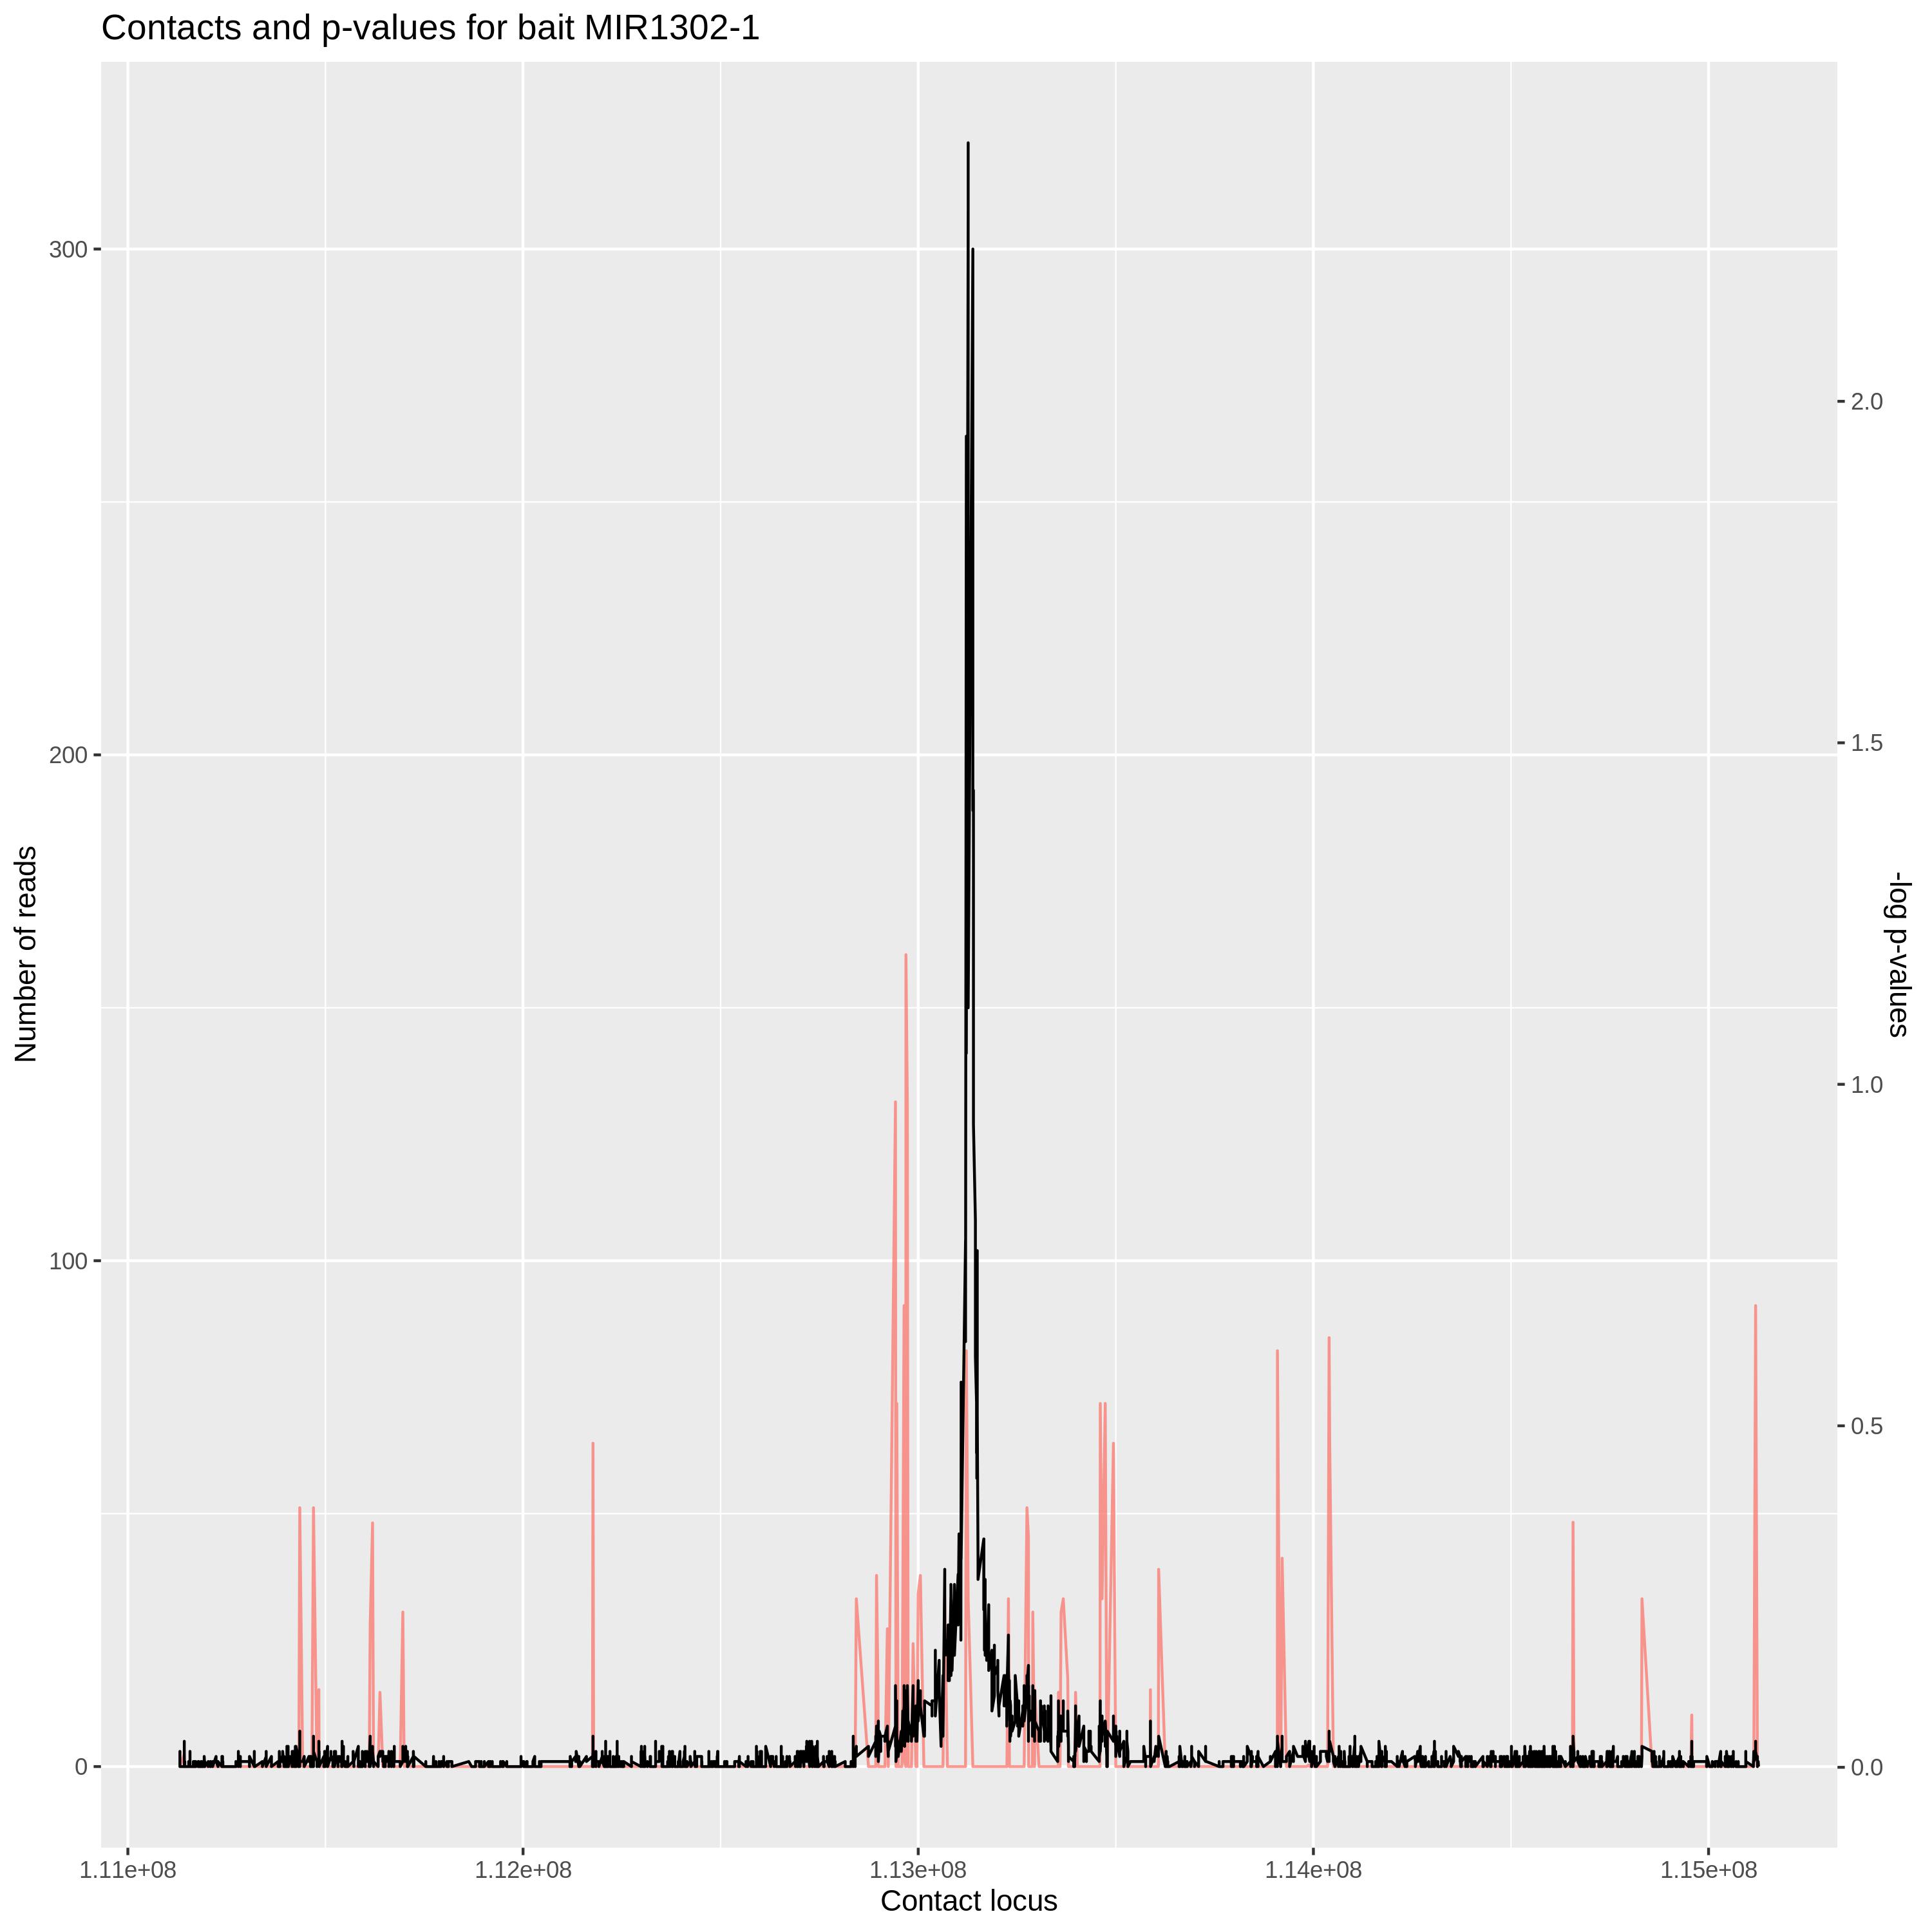 Contacts and p-values for bait MIR1302-1
Number of reads
300
200
100
0
2.0
1.5
1.0
0.5
0.0
-log p-values
1.11e+08 1.12e+08 1.13e+08 1.14e+08 1.15e+08
Contact locus